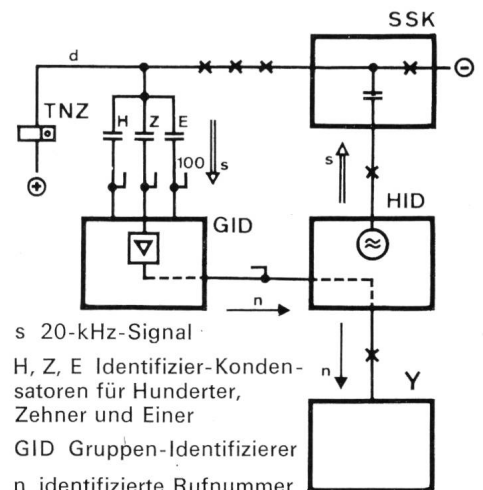 SSK
d
TNZ
H Z E
100 s
s
GID
HID
n
n
Y
s 20-kHz-Signal
H, Z, E Identifizier-Konden-
satoren für Hunderter,
Zehner und Einer
GID Gruppen-Identifizierer
n identifizierte Rufnummer